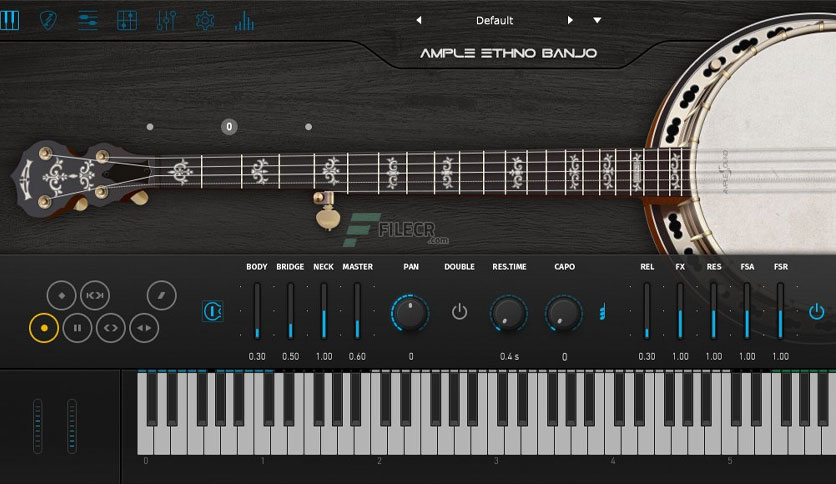 Default
AMPLE ETHNO BANJO
0
FILECR
.com
BODY BRIDGE NECK MASTER PAN DOUBLE RES.TIME CAPO REL FX RES FSA FSR
0.30 0.50 1.00 0.60 0 0.4 s 0 0.30 1.00 1.00 1.00 1.00
0 1 2 3 4 5